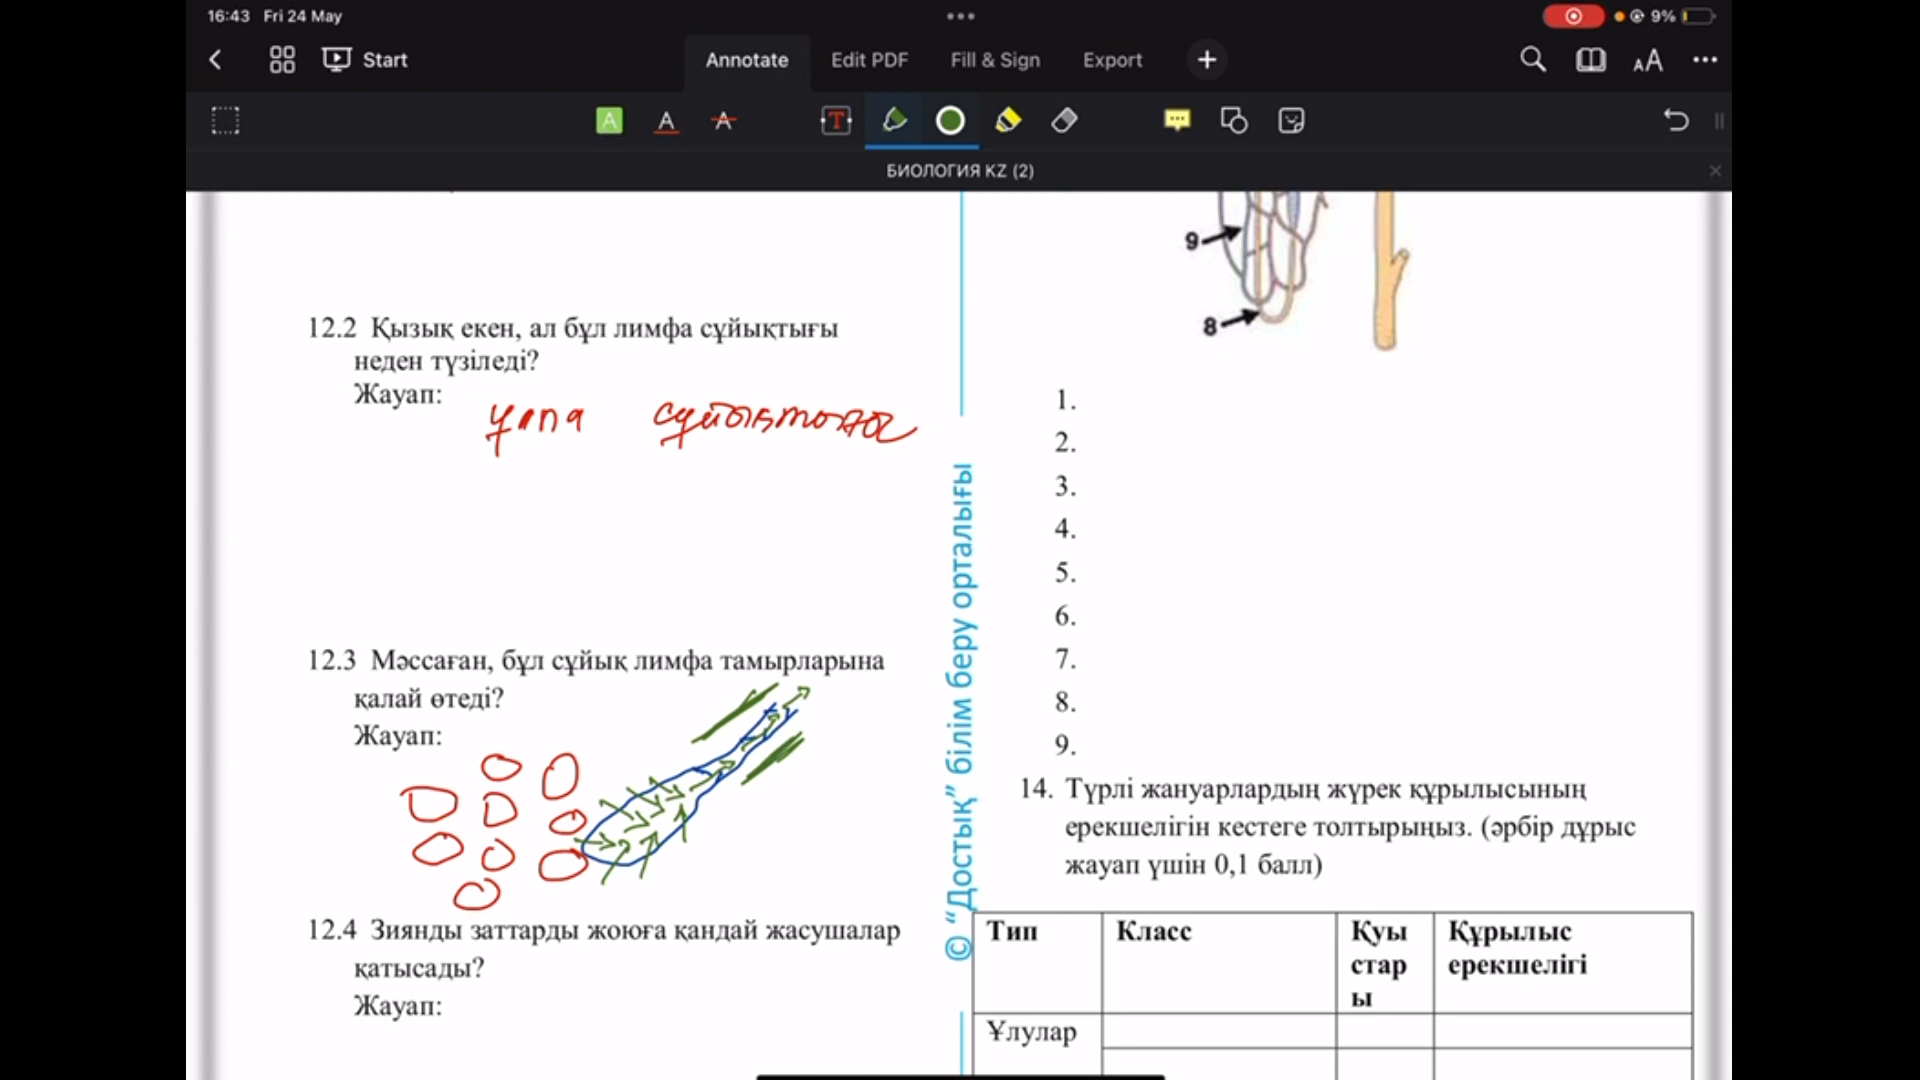 16:43 Fri 24 May
9%
Start
Annotate
Edit PDF
Fill & Sign
Export
БИОЛОГИЯ KZ (2)
12.2 Қызық екен, ал бұл лимфа сұйықтығы
неден түзіледі?
Жауап:
ұлпа сұйықтығы
12.3 Мәссаған, бұл сұйық лимфа тамырларына
қалай өтеді?
Жауап:
12.4 Зиянды заттарды жоюға қандай жасушалар
қатысады?
Жауап:
© “Достық” білім беру орталығы
9
8
1.
2.
3.
4.
5.
6.
7.
8.
9.
14. Түрлі жануарлардың жүрек құрылысының
ерекшелігін кестеге толтырыңыз. (әрбір дұрыс
жауап үшін 0,1 балл)
Тип Класс Қуы Құрылыс
стар ерекшелігі
ы
Ұлулар